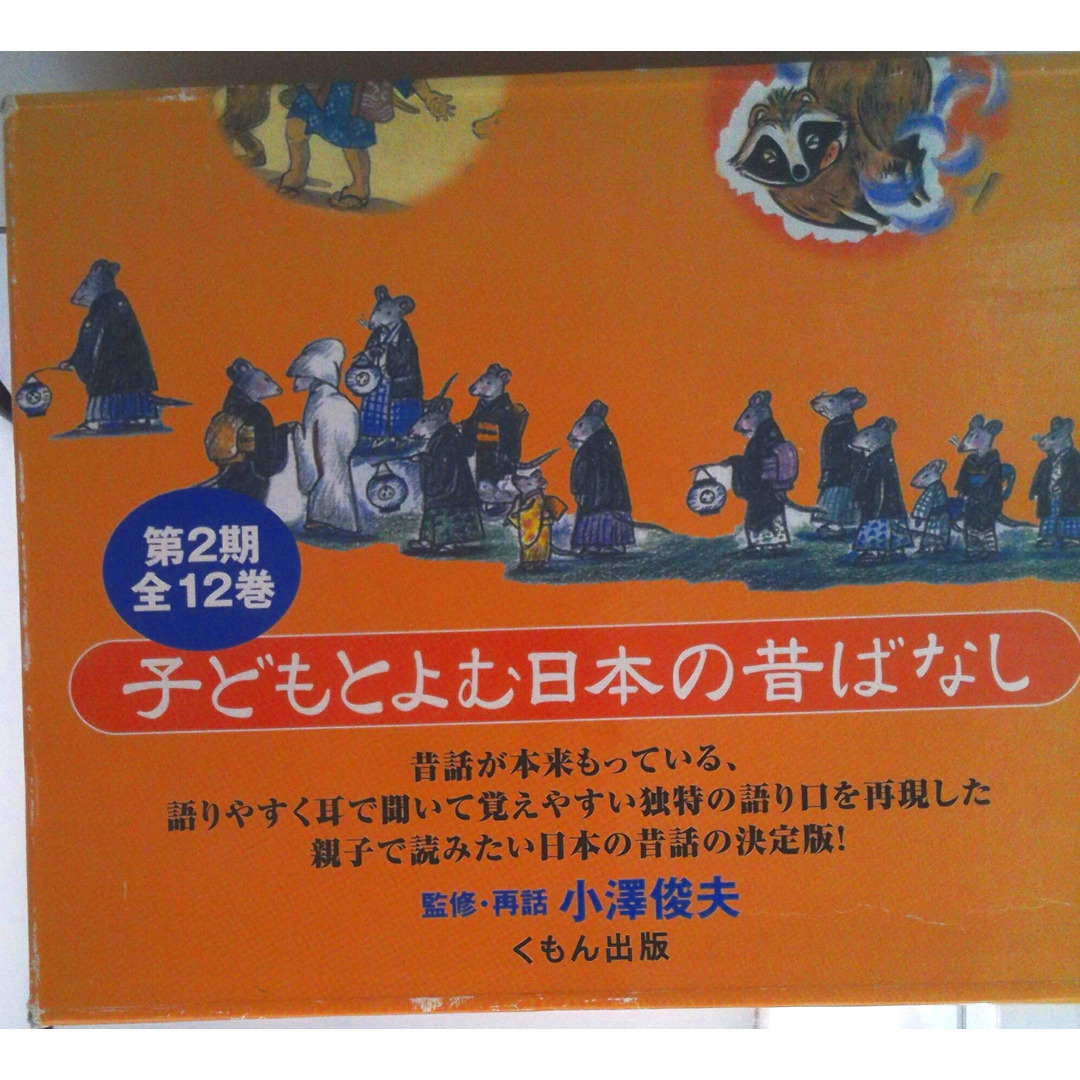 第2期
全12巻
子どもとよむ日本の昔ばなし
昔話が本来もっている、
語りやすく耳で聞いて覚えやすい独特の語り口を再現した
親子で読みたい日本の昔話の決定版!
監修・再話 小澤俊夫
くもん出版